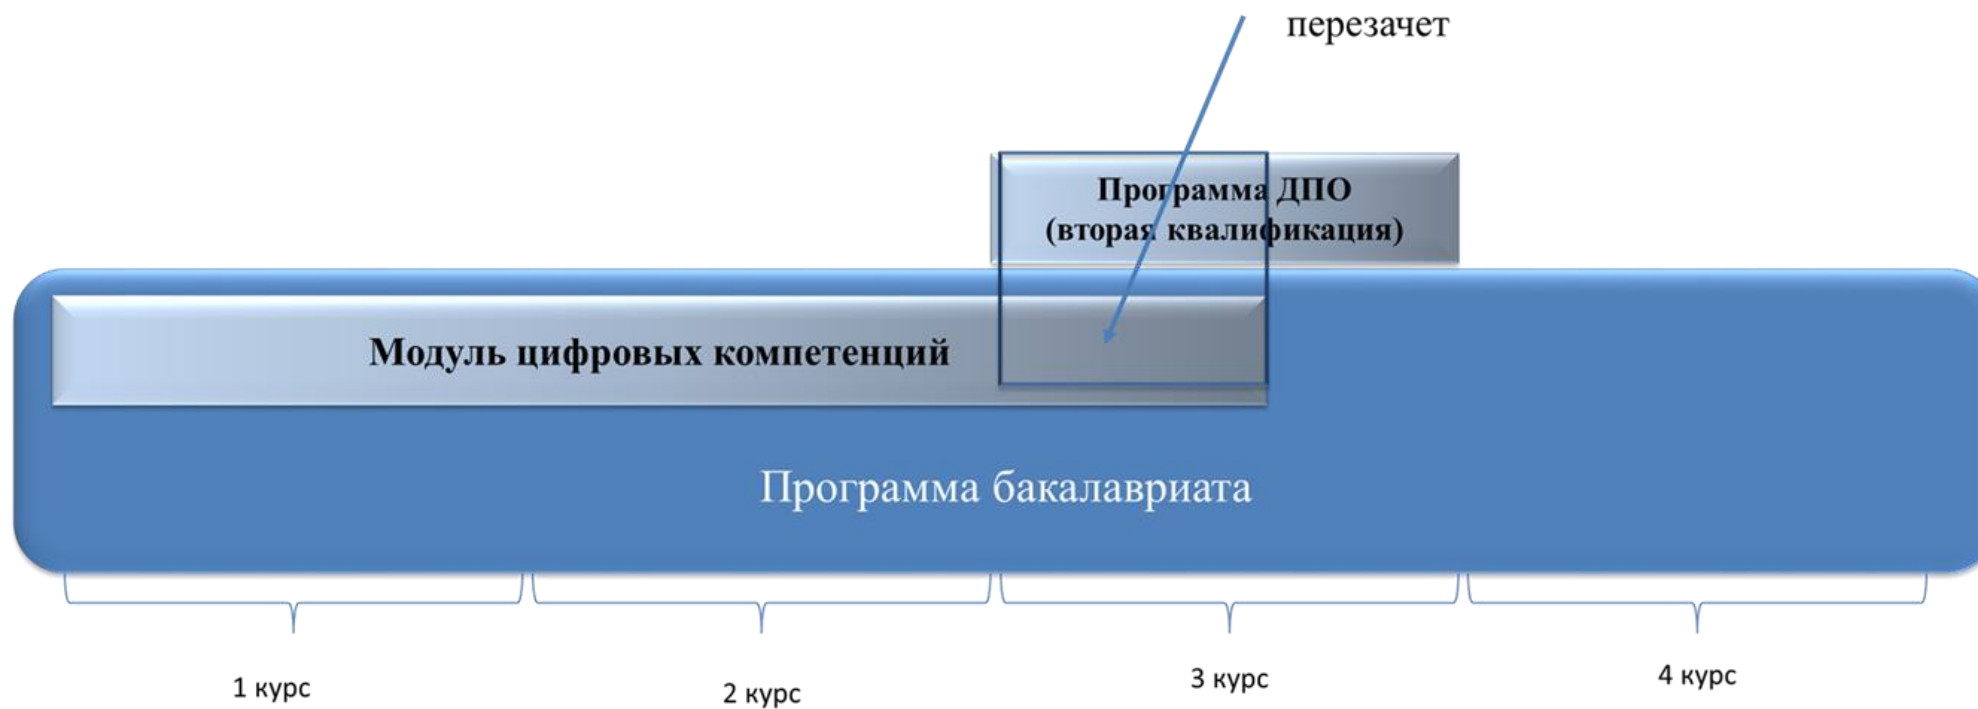 перезачет
Программа ДПО
(вторая квалификация)
Модуль цифровых компетенций
Программа бакалавриата
1 курс
2 курс
3 курс
4 курс